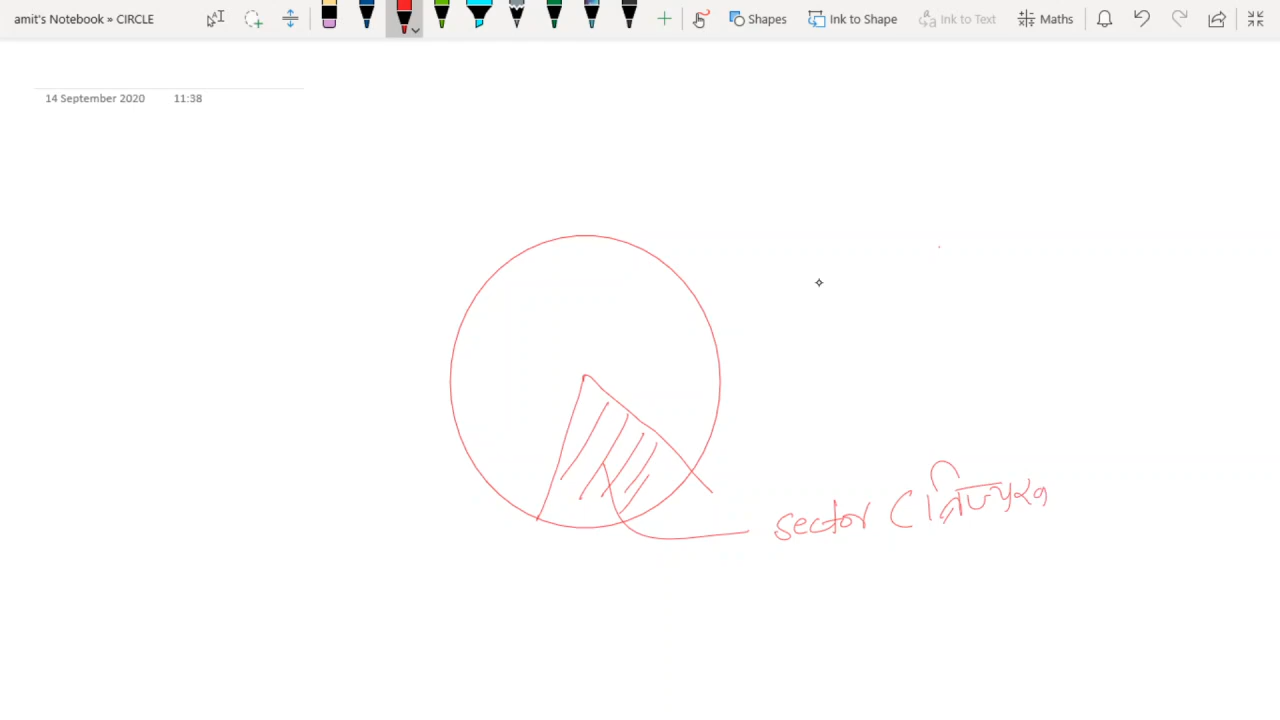 amit's Notebook » CIRCLE
Shapes
Ink to Shape
Ink to Text
Maths
14 September 2020 11:38
sector (